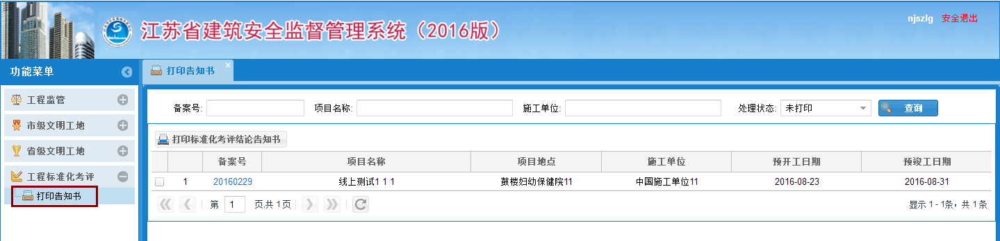 njszlg 安全退出
江苏省建筑安全监督管理系统（2016版）
功能菜单
打印告知书
工程监管
市级文明工地
省级文明工地
工程标准化考评
打印告知书
备案号: 项目名称: 施工单位: 处理状态: 未打印 查询
打印标准化考评结论告知书
备案号 项目名称 项目地点 施工单位 预开工日期 预竣工日期
1 20160229 线上测试1 1 1 鼓楼妇幼保健院11 中国施工单位11 2016-08-23 2016-08-31
第 1 页,共 1 页 显示 1 - 1条，共 1 条